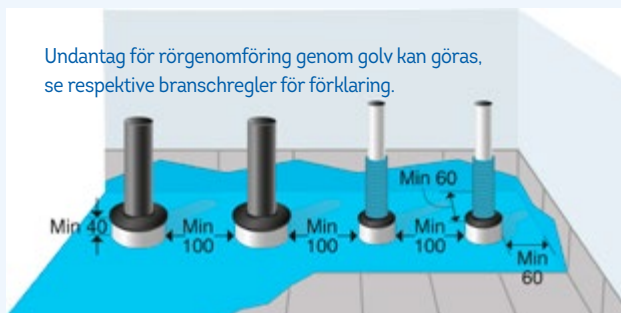 Undantag för rörgenomföring genom golv kan göras,
se respektive branschregler för förklaring.
Min 60
Min 40
Min
100
Min
100
Min
100
Min
60